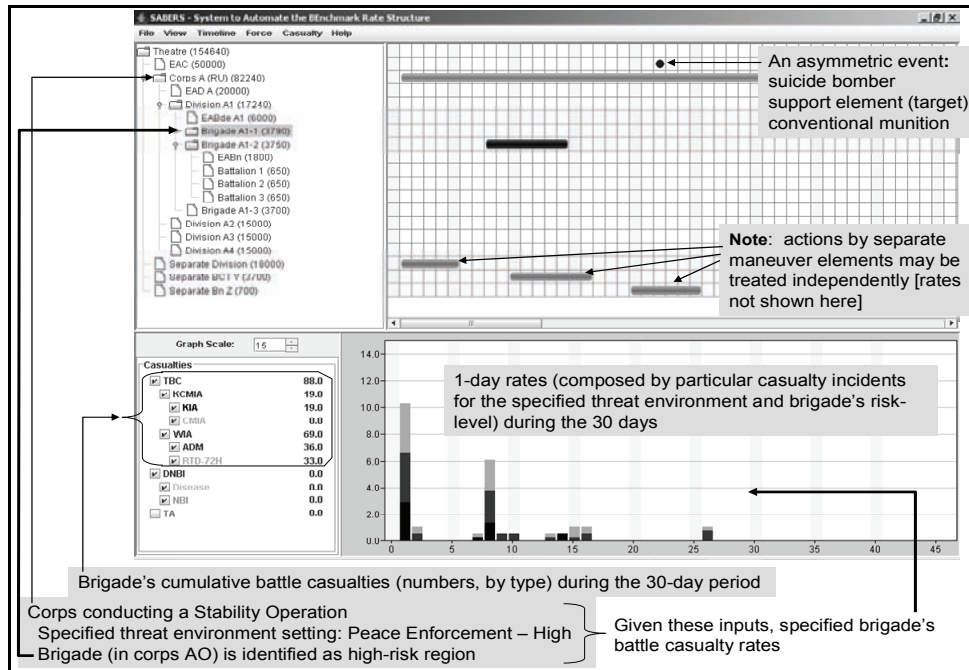 SABERS - System to Automate the BEnchmark Rate Structure
File View Timeline Force Casualty Help
Theatre (154640)
EAC (50000)
Corps A (RU) (82240)
EAD A (20000)
Division A1 (17240)
EABde A1 (6000)
Brigade A1-1 (3790)
Brigade A1-2 (3750)
EABn (1800)
Battalion 1 (650)
Battalion 2 (650)
Battalion 3 (650)
Brigade A1-3 (3700)
Division A2 (15000)
Division A3 (15000)
Division A4 (15000)
Separate Division (18000)
Separate BCT Y (3700)
Separate Bn Z (700)
An asymmetric event:
suicide bomber
support element (target)
conventional munition
Note: actions by separate
maneuver elements may be
treated independently [rates
not shown here]
Graph Scale: 15
Casualties
TBC 88.0
KCMIA 19.0
KIA 19.0
CMIA 0.0
WIA 69.0
ADM 36.0
RTD-72H 33.0
DNBI 0.0
Disease 0.0
NBI 0.0
TA 0.0
14.0
12.0
10.0
8.0
6.0
4.0
2.0
0.0
0 5 10 15 20 25 30 35 40 45
1-day rates (composed by particular casualty incidents
for the specified threat environment and brigade's risk-
level) during the 30 days
Brigade's cumulative battle casualties (numbers, by type) during the 30-day period
Corps conducting a Stability Operation
Specified threat environment setting: Peace Enforcement – High
Brigade (in corps AO) is identified as high-risk region
Given these inputs, specified brigade's
battle casualty rates